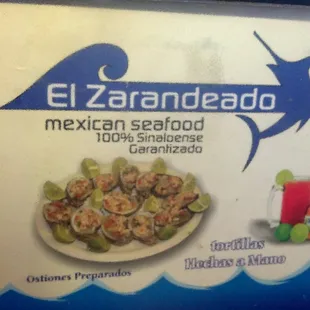 El Zarandeado
mexican seafood
100% Sinaloense
Garantizado
tortillas
Hechas a Mano
Ostiones Preparados